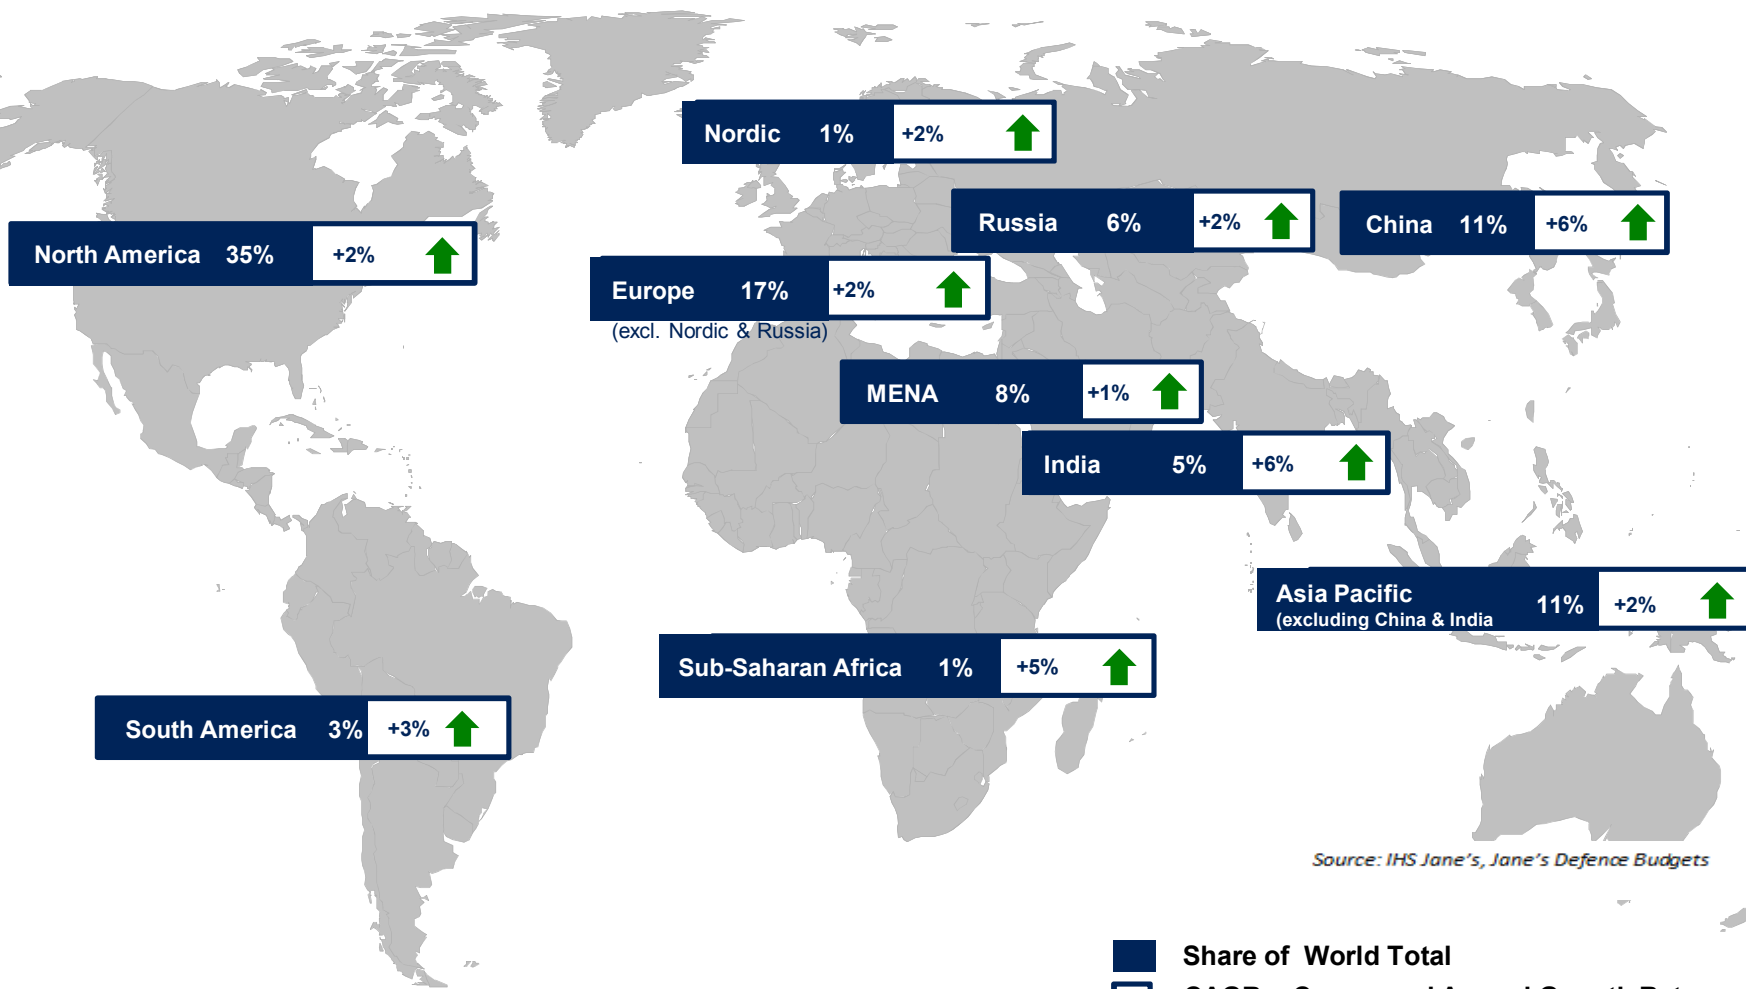 Nordic 1% +2%
Russia 6% +2%
China 11% +6%
North America 35% +2%
Europe 17% +2%
(excl. Nordic & Russia)
MENA 8% +1%
India 5% +6%
Asia Pacific
(excluding China & India
11% +2%
Sub-Saharan Africa 1% +5%
South America 3% +3%
Source: IHS Jane's, Jane's Defence Budgets
Share of World Total